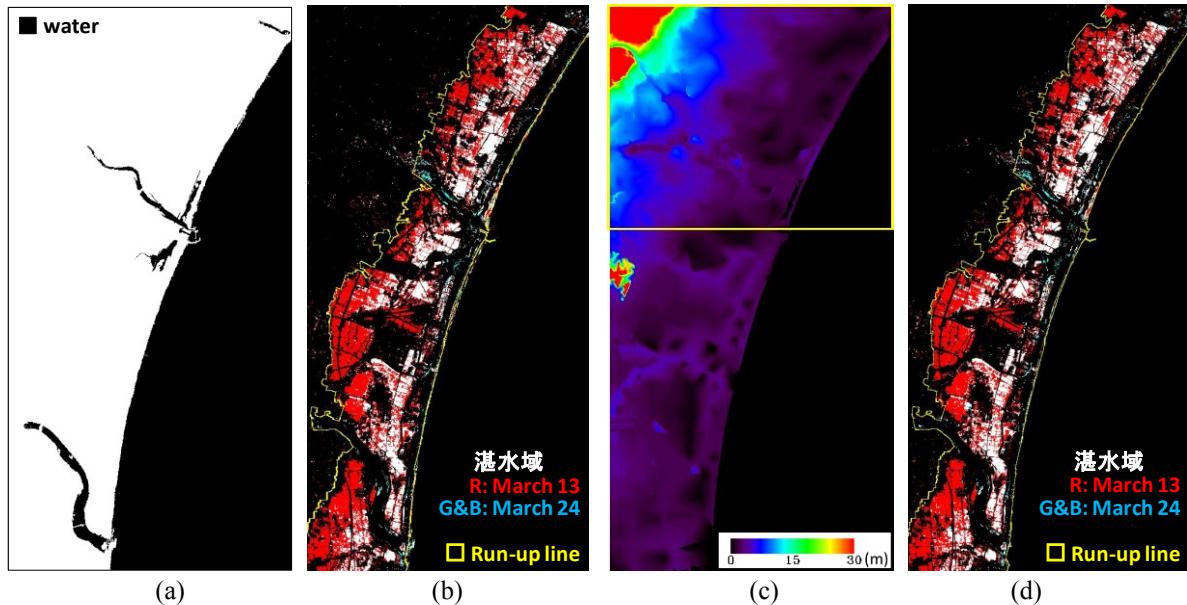 water
湛水域
R: March 13
G&B: March 24
Run-up line
0 15 30 (m)
湛水域
R: March 13
G&B: March 24
Run-up line
(a) (b) (c) (d)